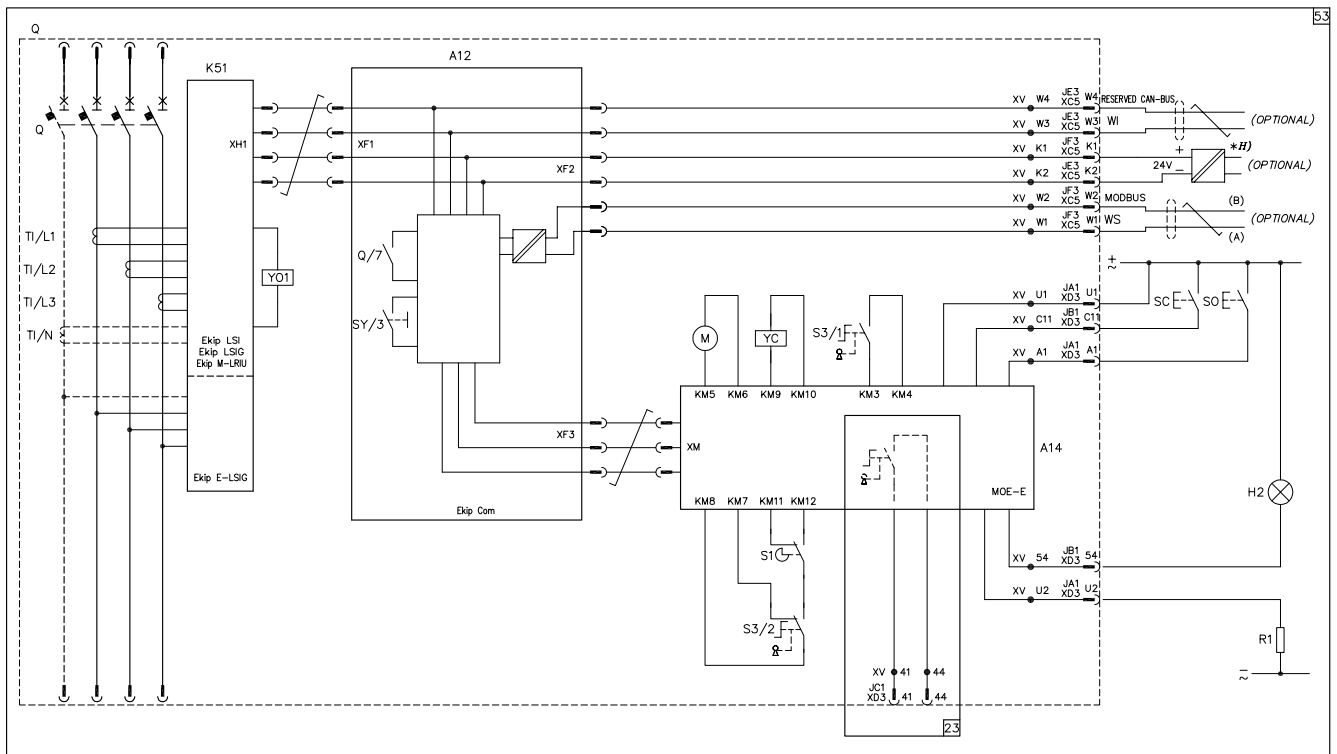 53
Q
K51
A12
XH1
XF1
XF2
XV W4 JE3 XC5 W4 RESERVED CAN-BUS
XV W3 JE3 XC5 W3 WI
(OPTIONAL)
XV K1 JF3 XC5 K1 +
*H)
24V
(OPTIONAL)
XV K2 JE3 XC5 K2 −
XV W2 JF3 XC5 W2 MODBUS
(B)
(OPTIONAL)
XV W1 JF3 XC5 W1 WS
(A)
Q
TI/L1
TI/L2
TI/L3
TI/N
YO1
Q/7
SY/3
Ekip LSI
Ekip LSIG
Ekip M-LRIU
Ekip E-LSIG
+
~
XV U1 JA1 XD3 U1
SC
SO
XV C11 JB1 XD3 C11
XV A1 JA1 XD3 A1
M
YC
S3/1
KM5 KM6 KM9 KM10 KM3 KM4
XF3
XM
A14
MOE-E
KM8 KM7 KM11 KM12
Ekip Com
H2
S1
XV 54 JB1 XD3 54
XV U2 JA1 XD3 U2
S3/2
R1
XV 41 44
JC1
XD3 41 44
−
~
23